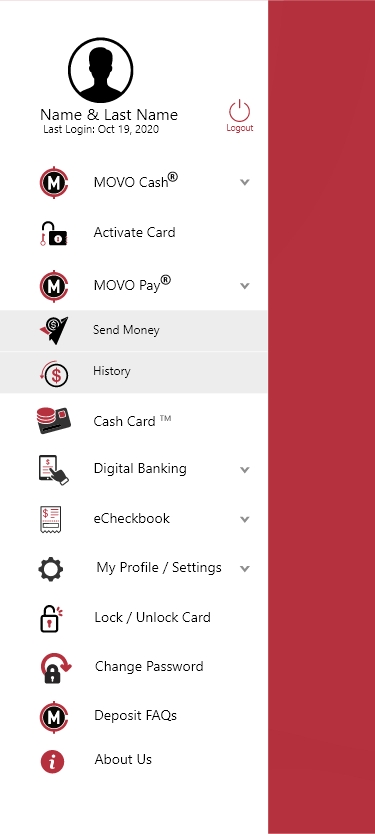 Name & Last Name
Last Login: Oct 19, 2020
Logout
M MOVO Cash®
Activate Card
M MOVO Pay®
$ Send Money
$ History
Cash Card ™
$ Digital Banking
$ eCheckbook
My Profile / Settings
Lock / Unlock Card
Change Password
M Deposit FAQs
i About Us